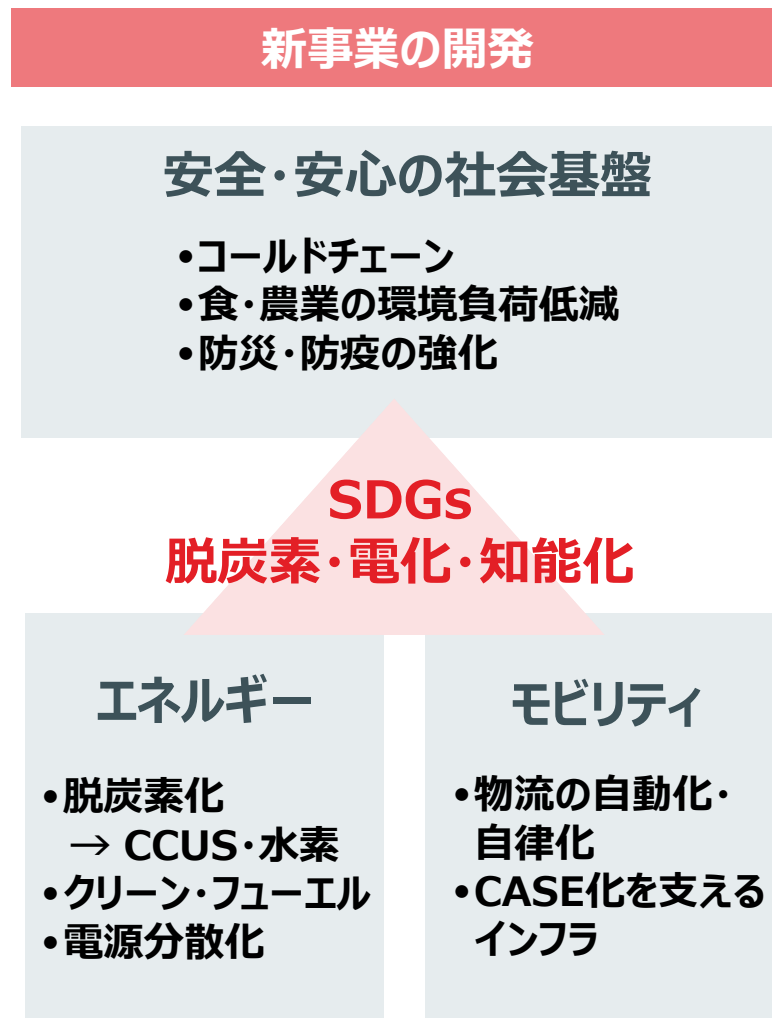 新事業の開発
安全・安心の社会基盤
•コールドチェーン
•食・農業の環境負荷低減
•防災・防疫の強化
SDGs
脱炭素・電化・知能化
エネルギー
•脱炭素化
→ CCUS・水素
•クリーン・フューエル
•電源分散化
モビリティ
•物流の自動化・
自律化
•CASE化を支える
インフラ